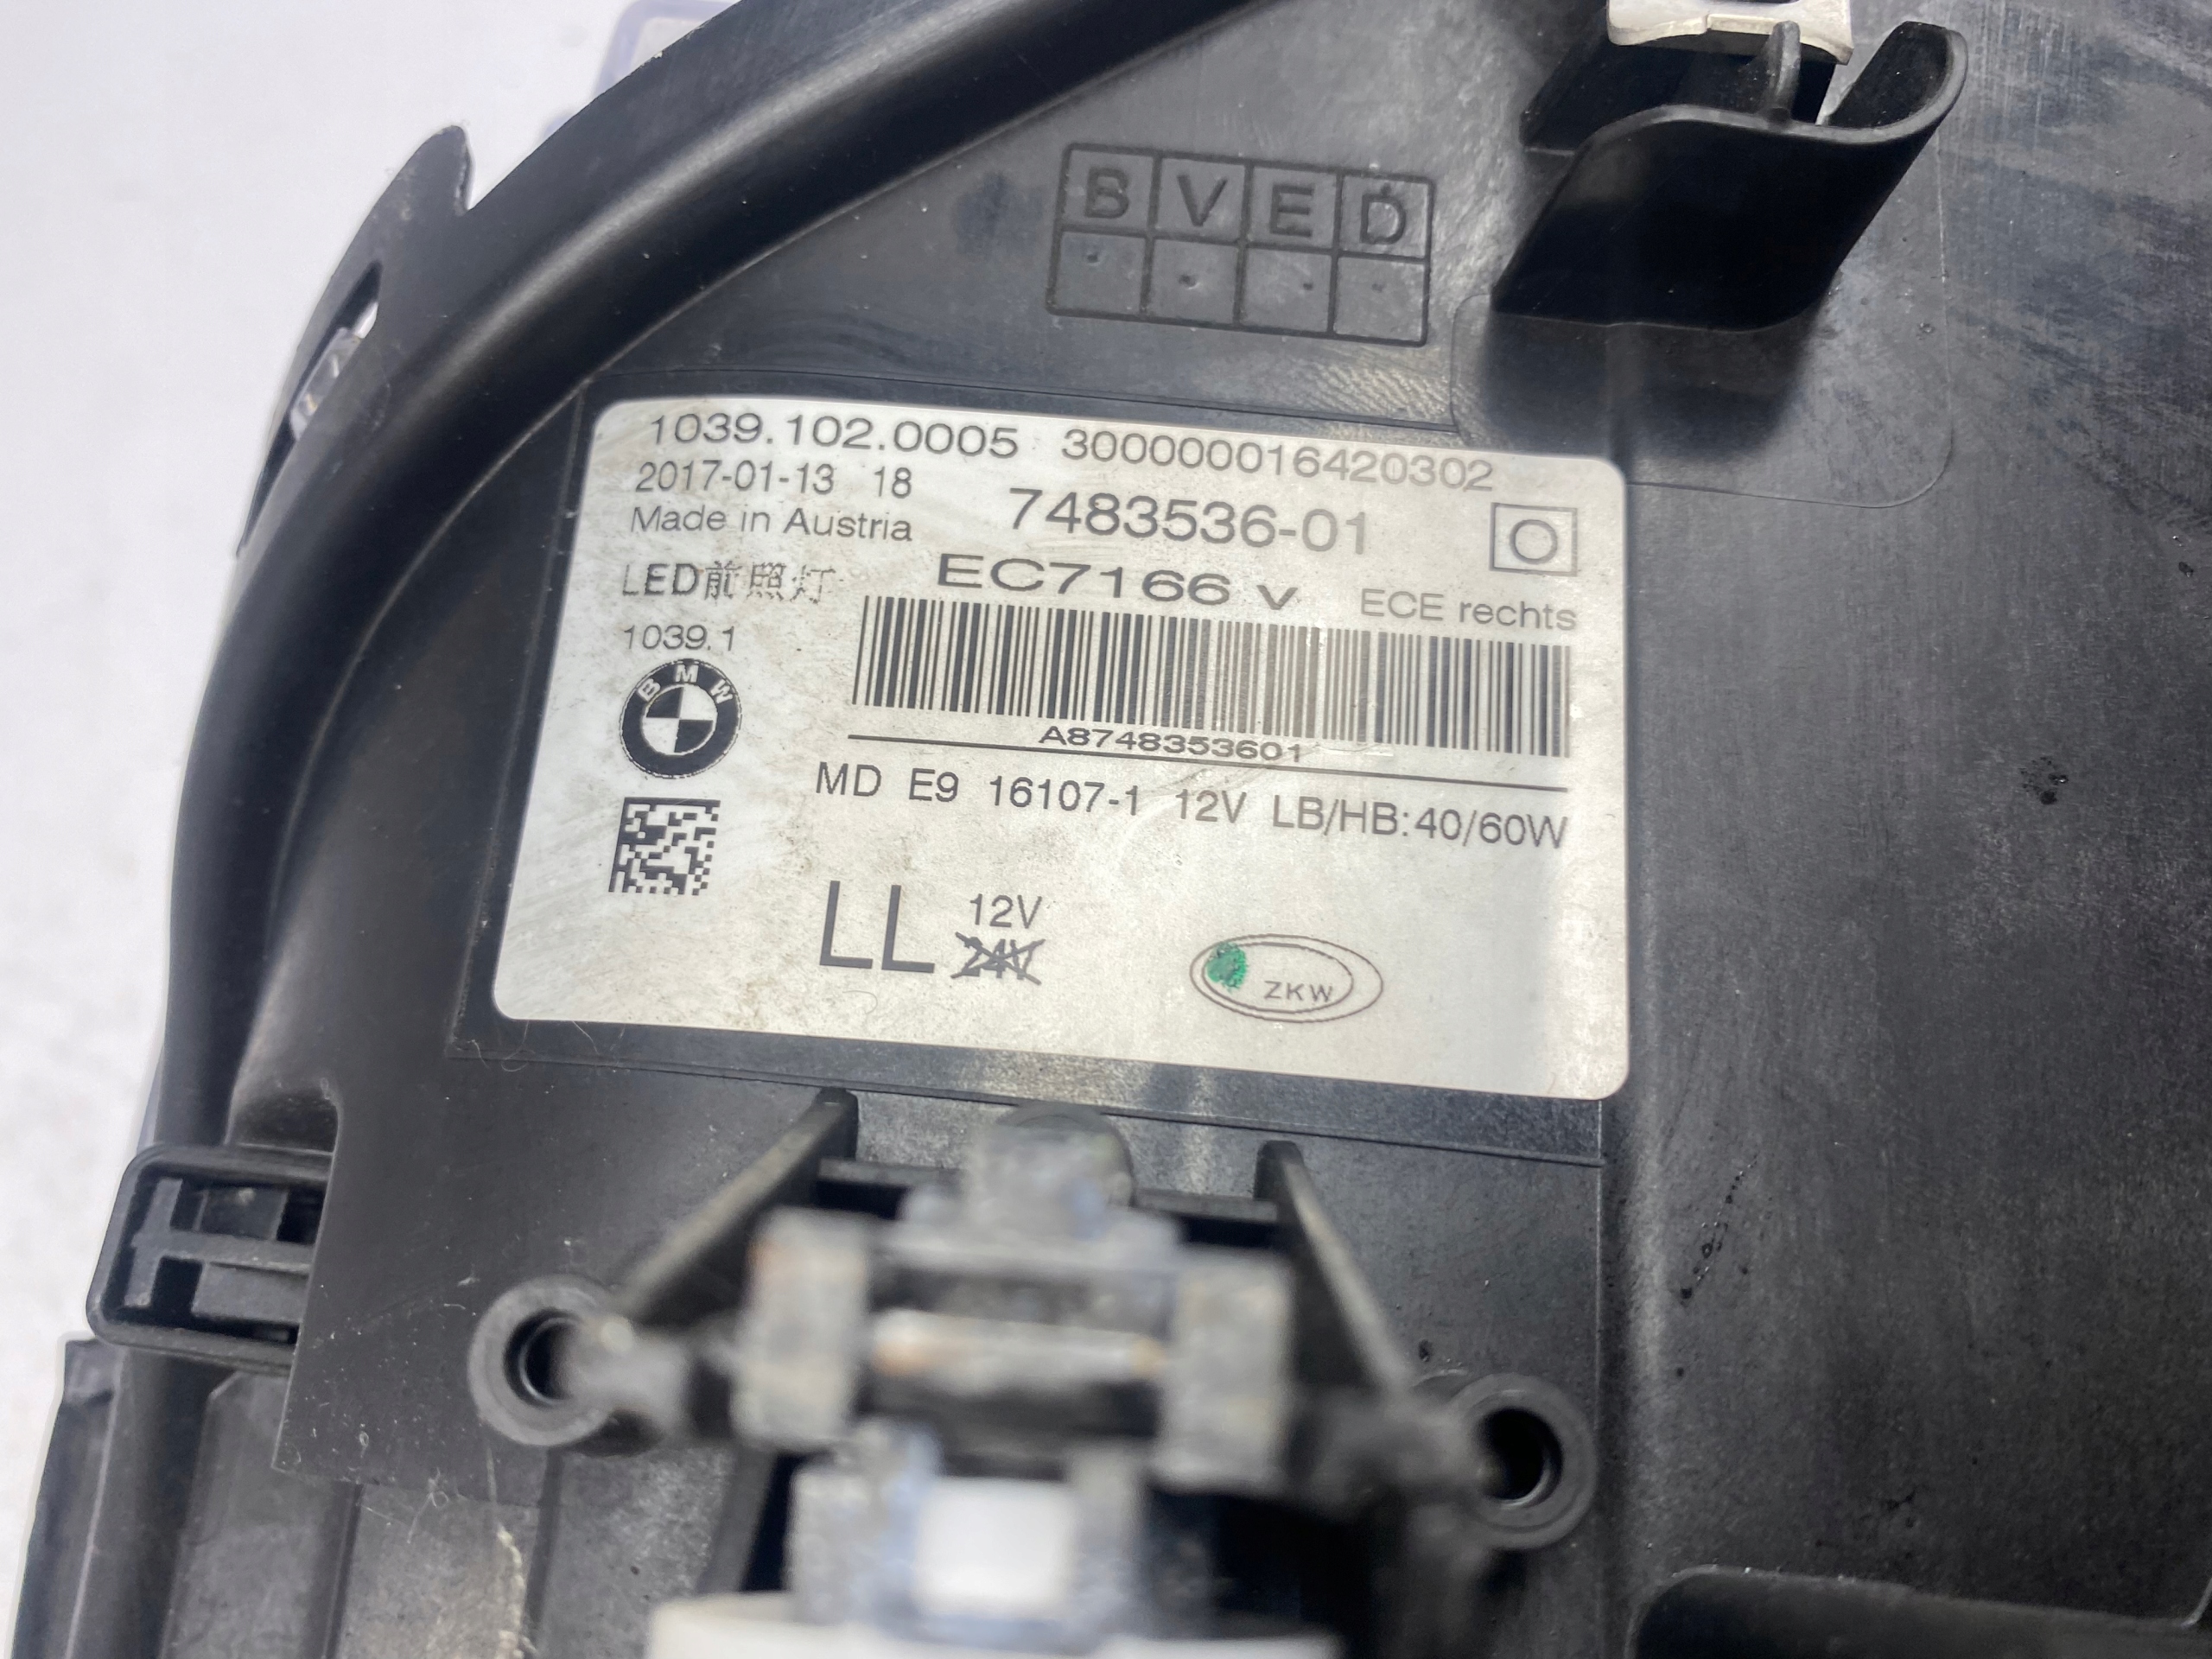 B V E D
1039.102.0005 300000016420302
2017-01-13 18
7483536-01
O
Made in Austria
LED前照灯
EC7166 v
ECE rechts
1039.1
BMW
A8748353601
MD E9 16107-1 12V LB/HB:40/60W
LL
12V
24V
ZKW